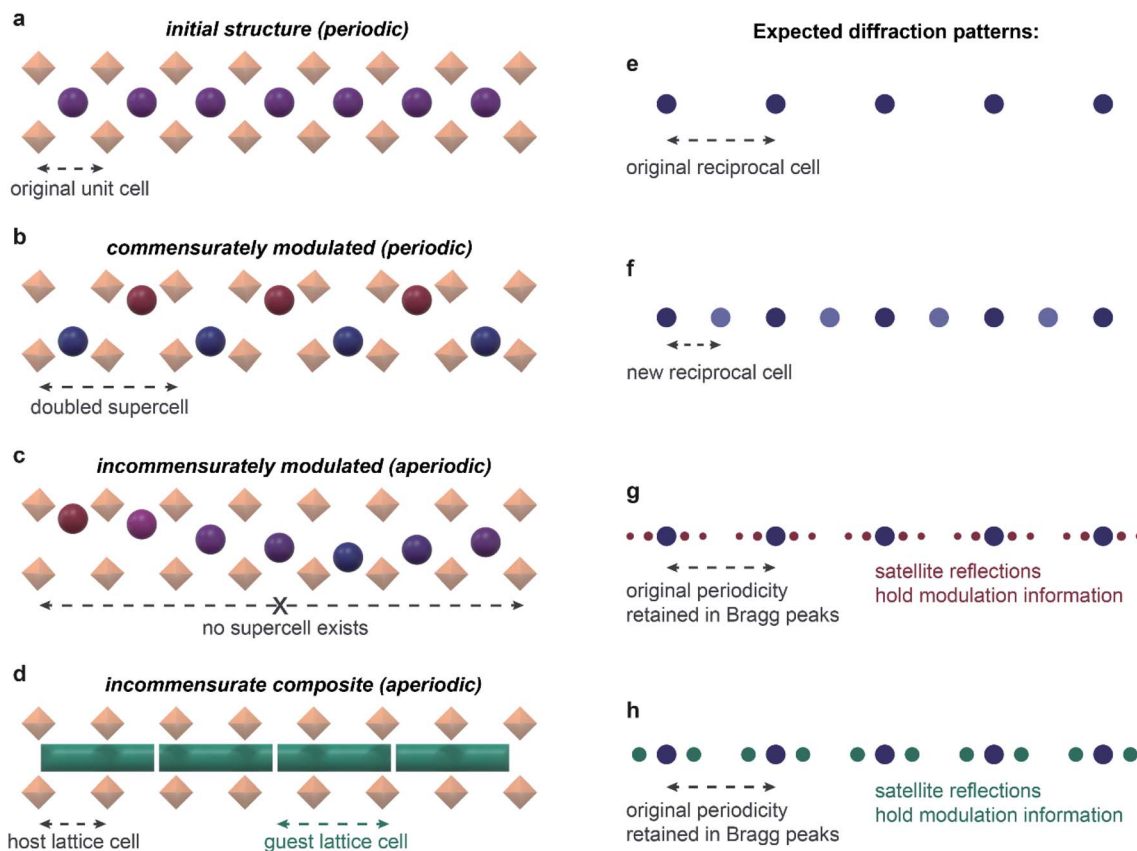 a
initial structure (periodic)
original unit cell
b
commensurately modulated (periodic)
doubled supercell
c
incommensurately modulated (aperiodic)
X
no supercell exists
d
incommensurate composite (aperiodic)
host lattice cell
guest lattice cell
Expected diffraction patterns:
e
original reciprocal cell
f
new reciprocal cell
g
original periodicity
retained in Bragg peaks
satellite reflections
hold modulation information
h
original periodicity
retained in Bragg peaks
satellite reflections
hold modulation information